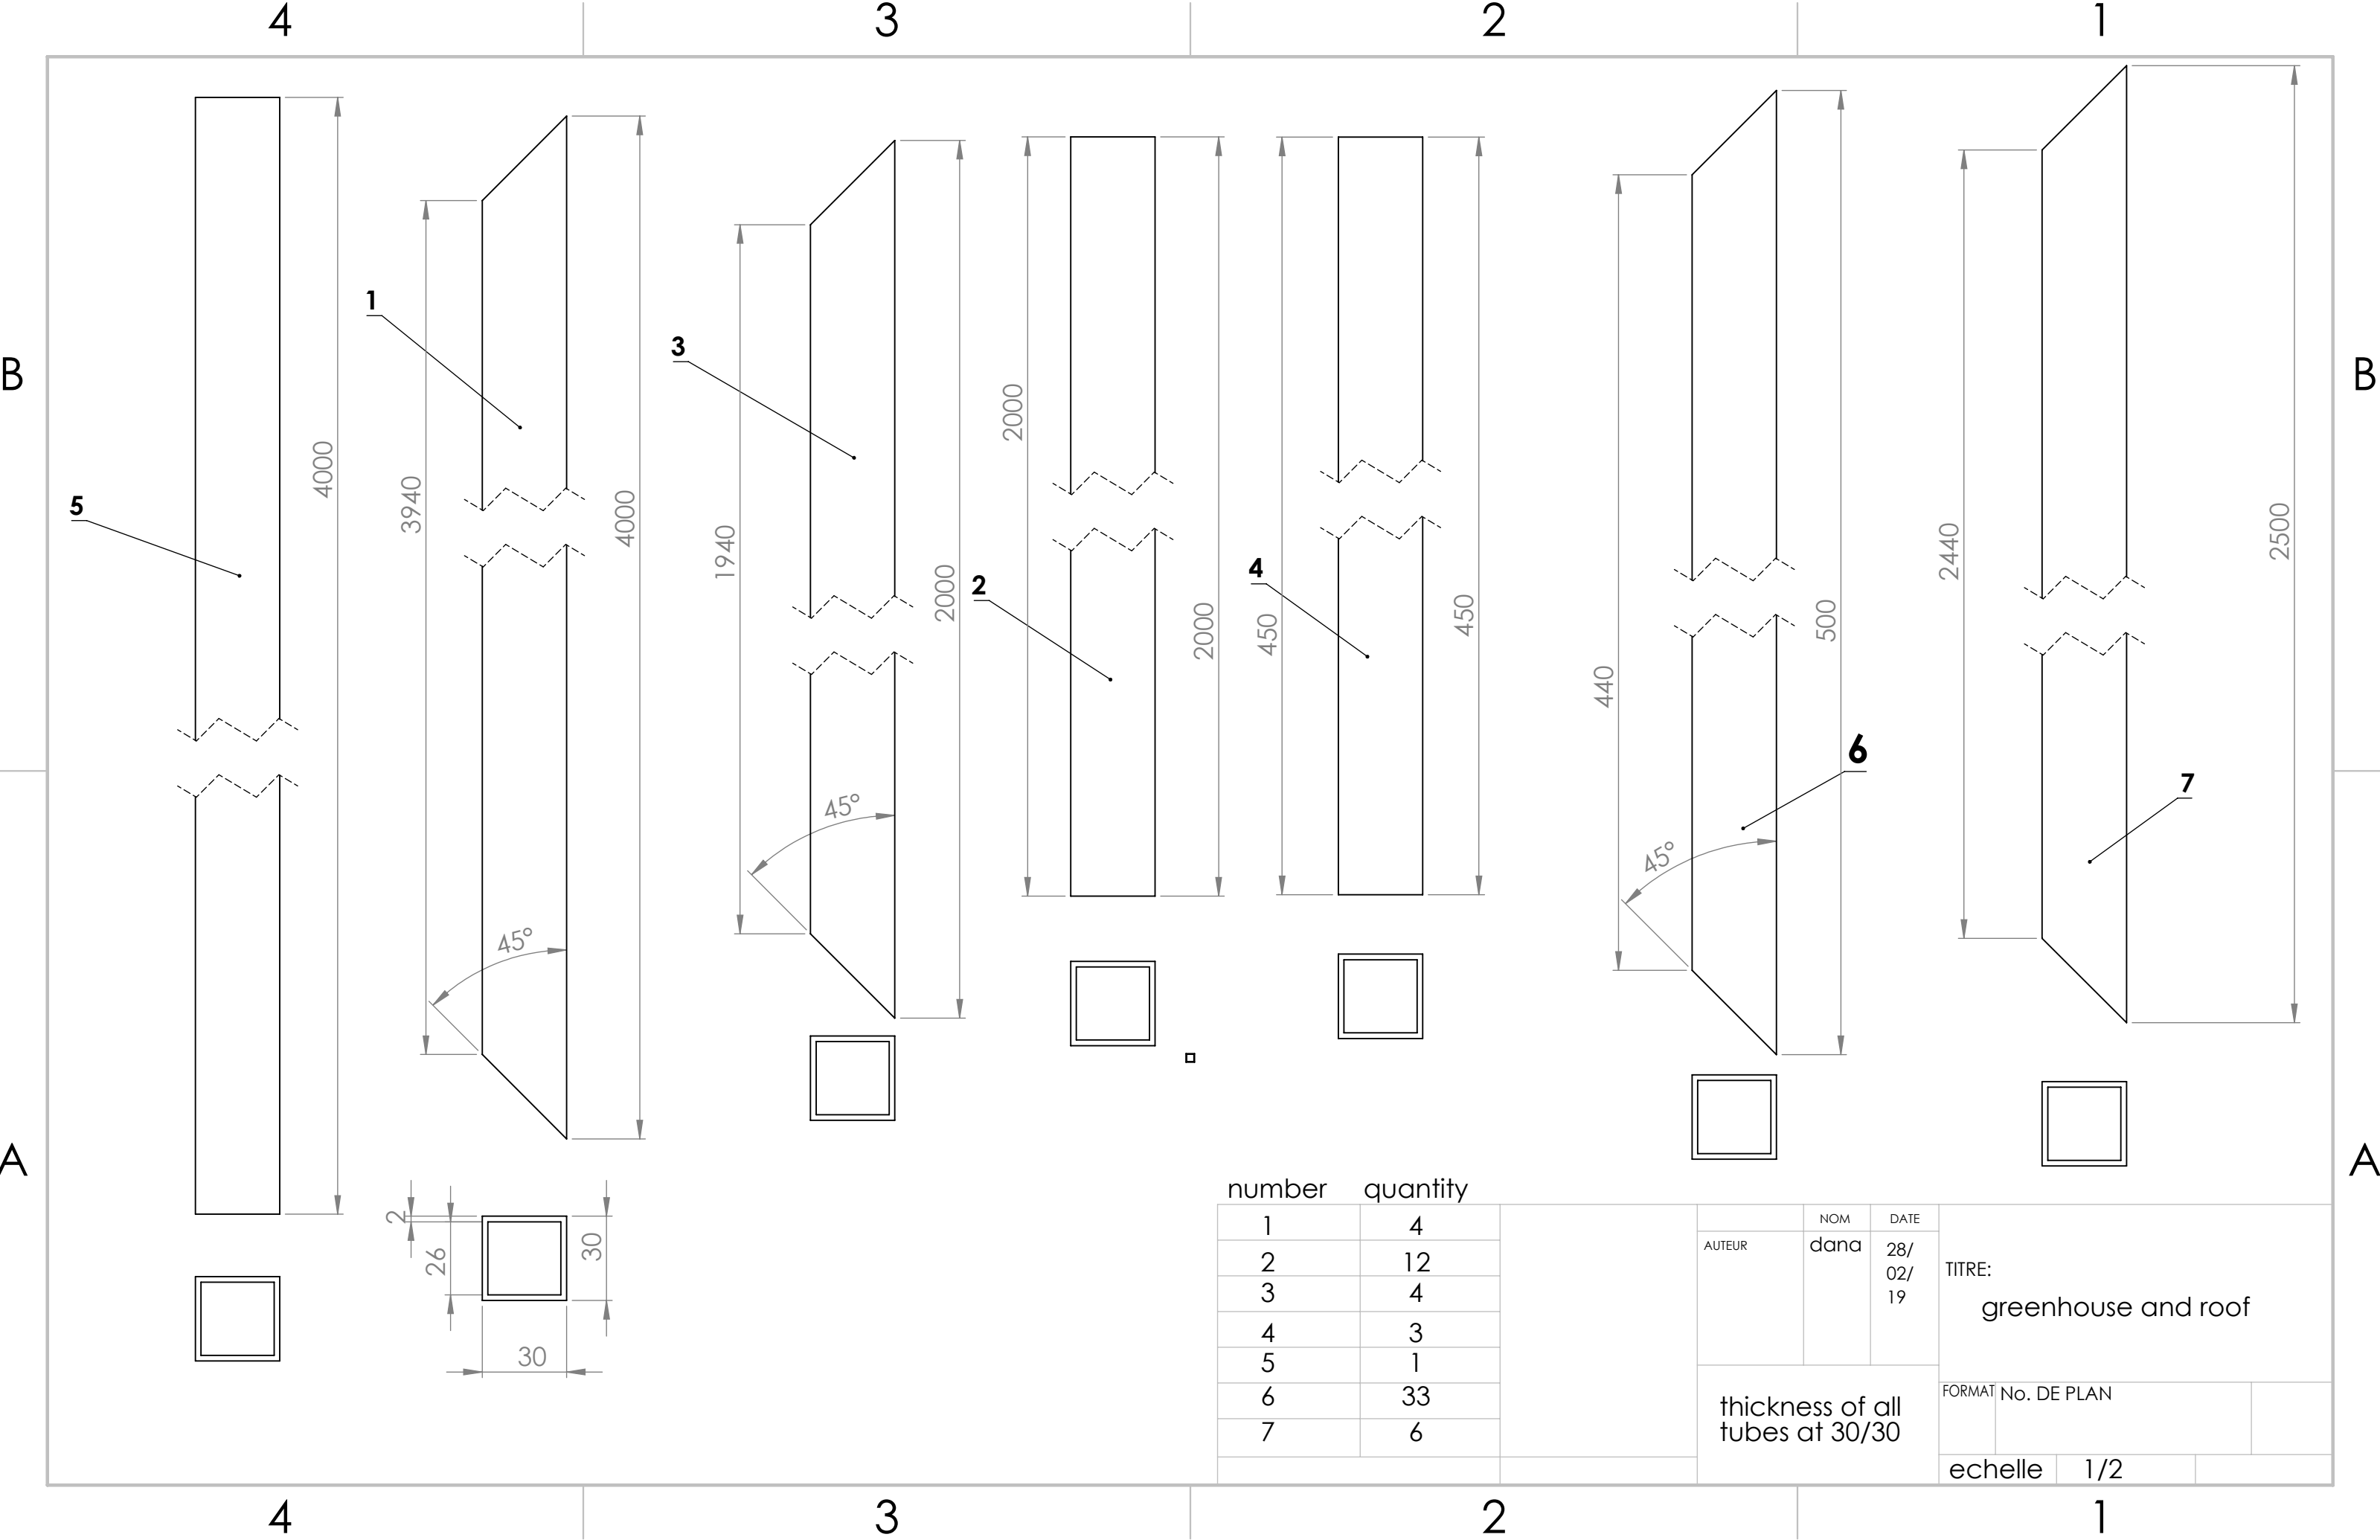 4 3 2 1
B B
A A
5
4000
1
3940
4000
45°
3
1940
2000
45°
2
2000
2000
4
450
450
6
440
500
45°
7
2440
2500
2
26
30
30
number quantity
1 4
2 12
3 4
4 3
5 1
6 33
7 6
NOM DATE
AUTEUR dana 28/
02/
19
thickness of all
tubes at 30/30
TITRE:
greenhouse and roof
FORMAT No. DE PLAN
echelle 1/2
4 3 2 1